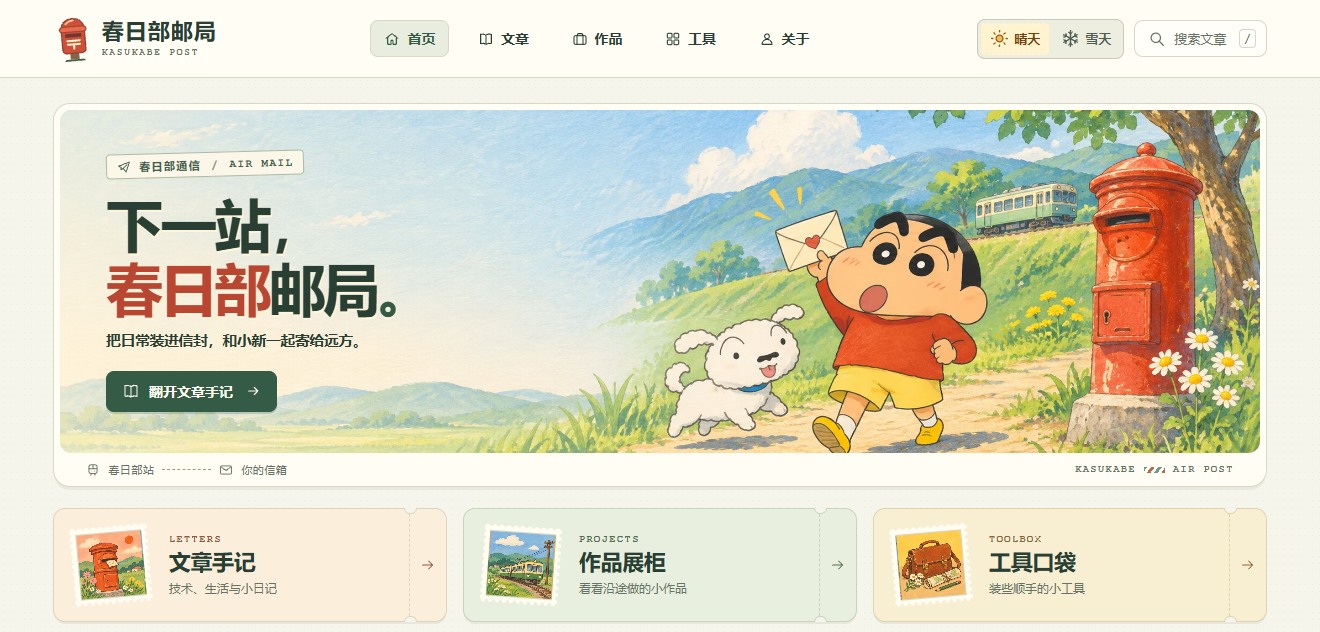 春日部邮局
KASUKABE POST
首页
文章
作品
工具
关于
晴天
雪天
搜索文章 /
春日部通信 / AIR MAIL
下一站，
春日部邮局。
把日常装进信封，和小新一起寄给远方。
翻开文章手记 →
春日部站
你的信箱
KASUKABE
AIR POST
LETTERS
文章手记
技术、生活与小日记
→
PROJECTS
作品展柜
看看沿途做的小作品
→
TOOLBOX
工具口袋
装些顺手的小工具
→